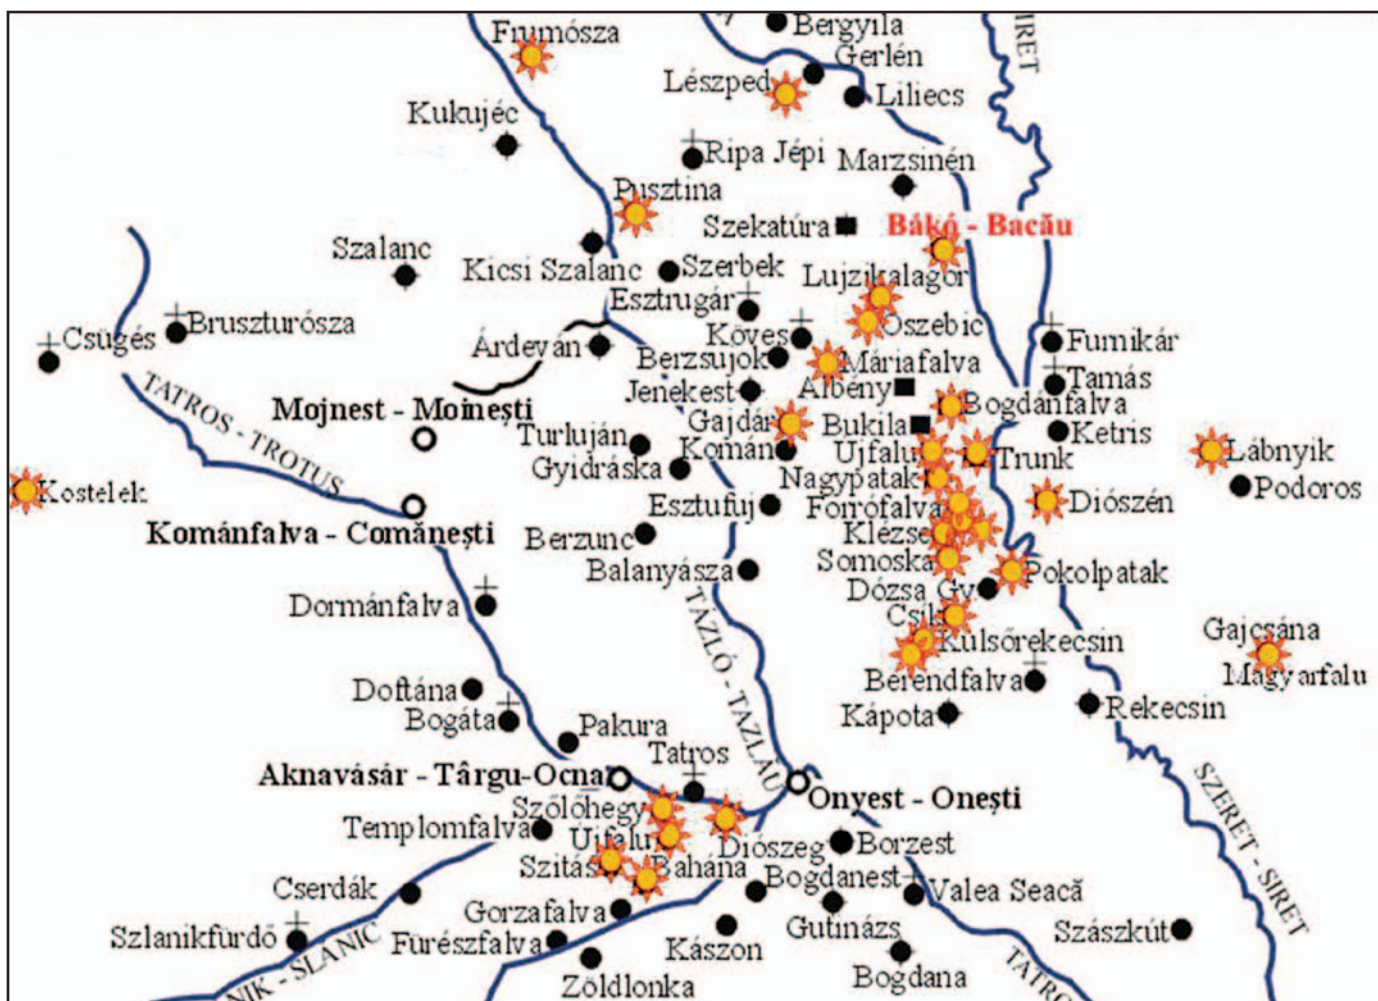 Bergyila
Frumósza
SIRET
Gerlén
Lészped
Liliecs
Kukujéc
Ripa Jépi
Marzsinén
Pusztina
Szekatúra
Bákó - Bacău
Szalanc
Kicsi Szalanc
Szerbek
Lujzikalagor
Esztrugár
Bruszturósza
Csügés
Köves
Oszebic
Fumikár
Árdeván
Berzsujok
Máriafalva
Tamás
TATROS - TROTUS
Jenekest
Albény
Bogdánfalva
Mojnest - Moinești
Gajdár
Bukila
Ketris
Turluján
Komán
Ujfalu
Trunk
Lábnyik
Gyidráska
Nagypatak
Podoros
Kostelek
Esztufuj
Forrófalva
Diószén
Kománfalva - Comănești
Berzunc
Klézse
Balanyásza
Somoska
Pokolpatak
Dormánfalva
Dózsa Gy.
TÁZLÓ - TAZLĂU
Csík
Külsőrekecsin
Gajcsána
Magyarfalu
Doftána
Berendfalva
Bogáta
Kápota
Rekecsin
Pakura
Tatros
Aknavásár - Târgu-Ocna
Onyest - Onești
SZERET - SIRET
Szőlőhegy
Templomfalva
Újfalu
Diószeg
Borzest
Szitás
Bahána
Bogdanest
Cserdák
Valea Seacă
Gorzafalva
Gutinázs
Szászkút
Szlanikfürdő
Fürészfalva
Kászon
NIK - SLANIC
Zöldlonka
Bogdana
TATRO